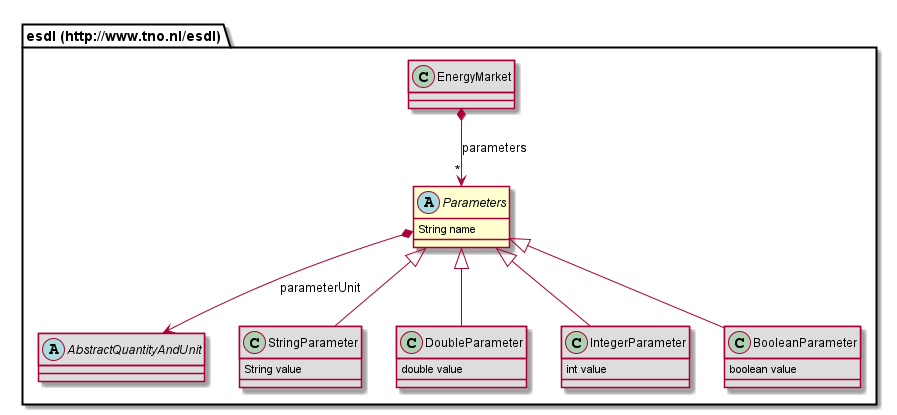 esdl (http://www.tno.nl/esdl)
C EnergyMarket
parameters
*
A Parameters
String name
parameterUnit
A AbstractQuantityAndUnit
C StringParameter
String value
C DoubleParameter
double value
C IntegerParameter
int value
C BooleanParameter
boolean value